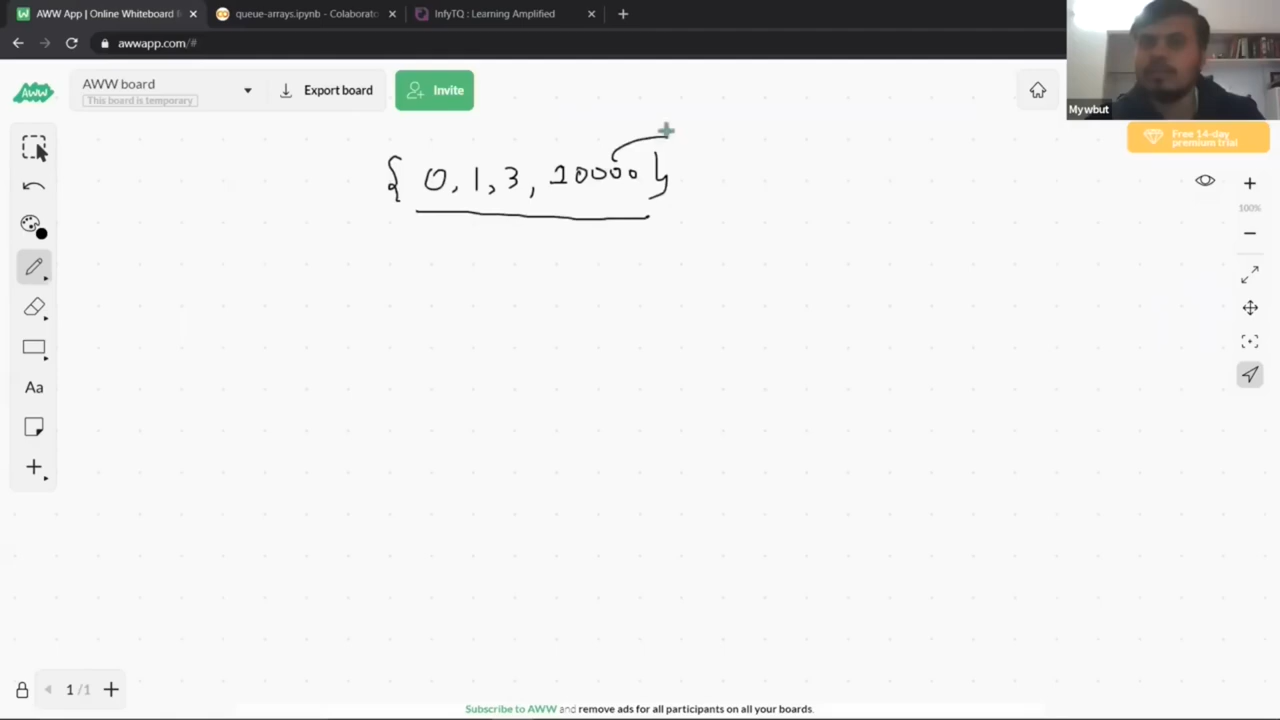 AWW App | Online Whiteboard f
queue-arrays.ipynb - Colaborato
InfyTQ : Learning Amplified
awwapp.com/#
Mywbut
AWW
AWW board
This board is temporary
Export board
Invite
Free 14-day
premium trial
{ 0, 1, 3, 10000 }
100%
Aa
1 /1
Subscribe to AWW and remove ads for all participants on all your boards.